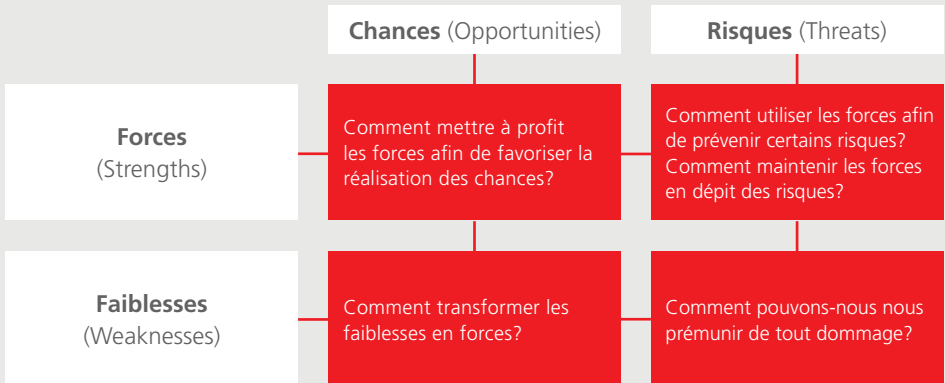 Chances (Opportunities)
Risques (Threats)
Forces
(Strengths)
Comment mettre à profit
les forces afin de favoriser la
réalisation des chances?
Comment utiliser les forces afin
de prévenir certains risques?
Comment maintenir les forces
en dépit des risques?
Faiblesses
(Weaknesses)
Comment transformer les
faiblesses en forces?
Comment pouvons-nous nous
prémunir de tout dommage?